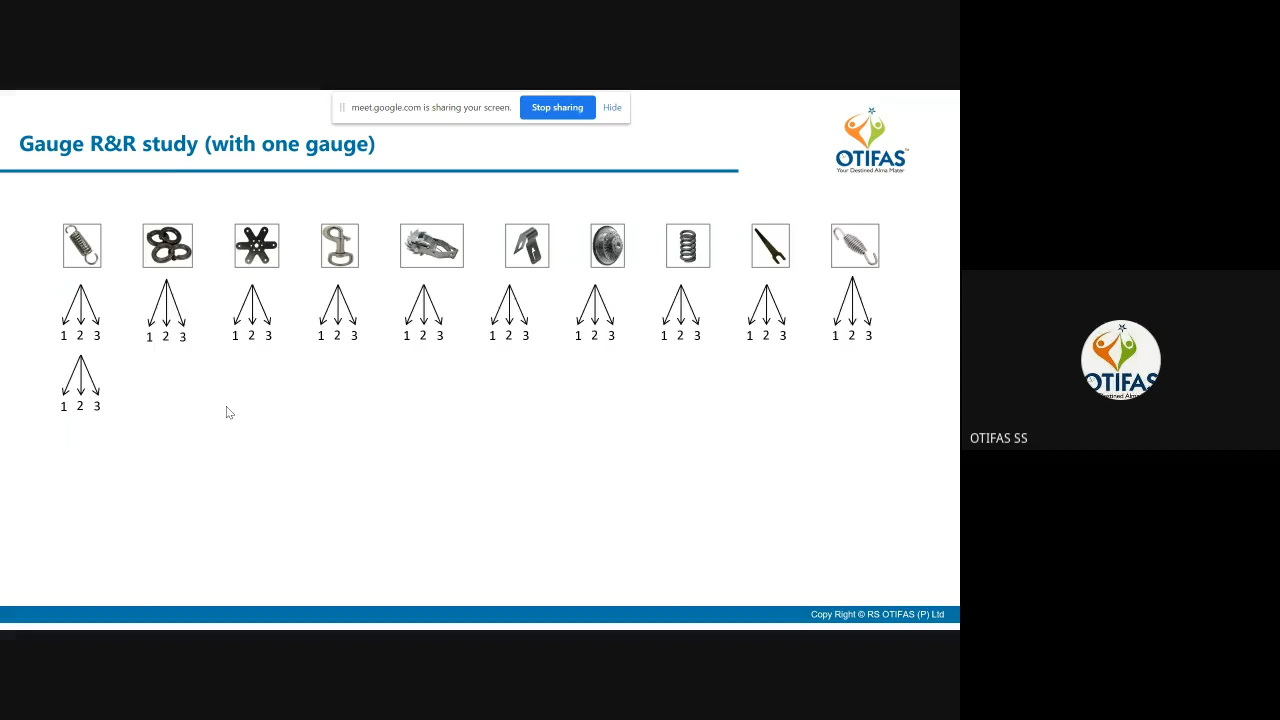 meet.google.com is sharing your screen. Stop sharing Hide
Gauge R&R study (with one gauge)
OTIFAS™
Your Destined Alma Mater
1 2 3 1 2 3 1 2 3 1 2 3 1 2 3 1 2 3 1 2 3 1 2 3 1 2 3 1 2 3
1 2 3
OTIFAS
Destined Alma
OTIFAS SS
Copy Right © RS OTIFAS (P) Ltd